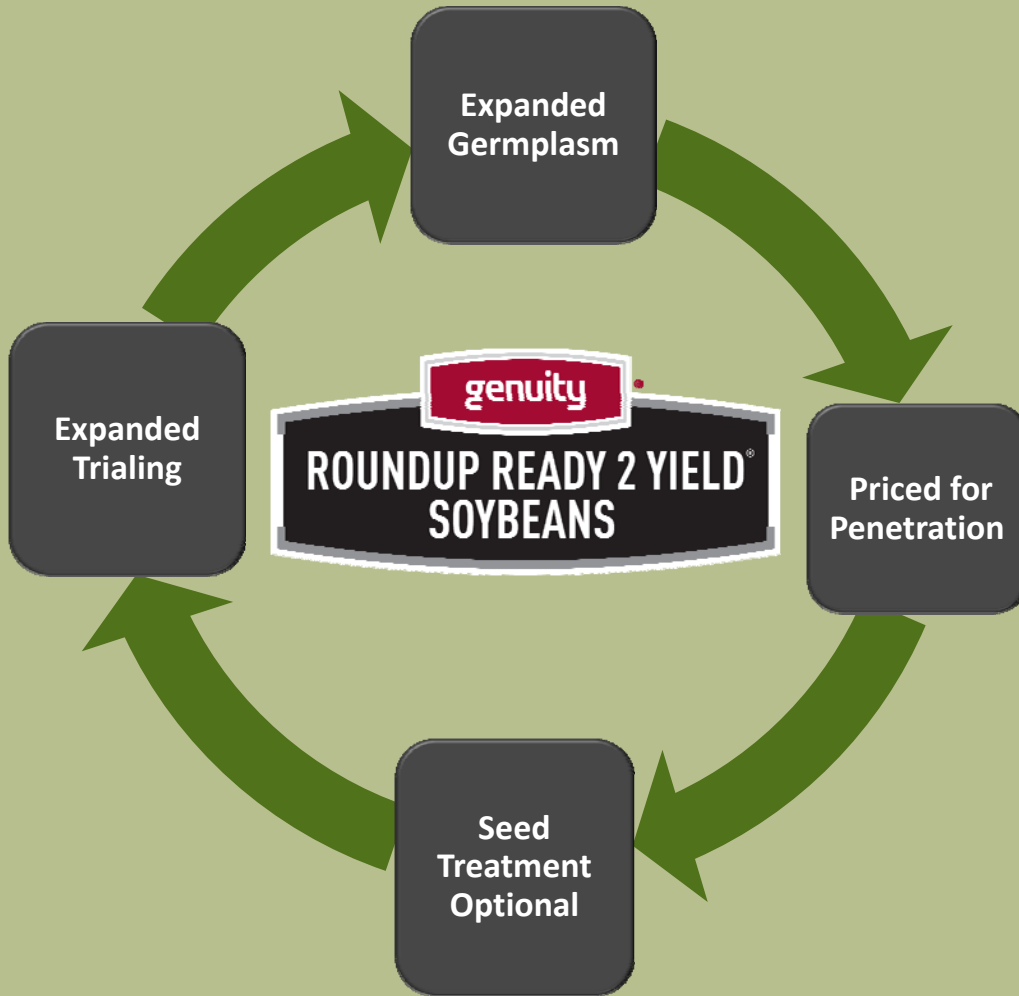 Expanded
Germplasm
Expanded
Trialing
genuity
ROUNDUP READY 2 YIELD®
SOYBEANS
Priced for
Penetration
Seed
Treatment
Optional